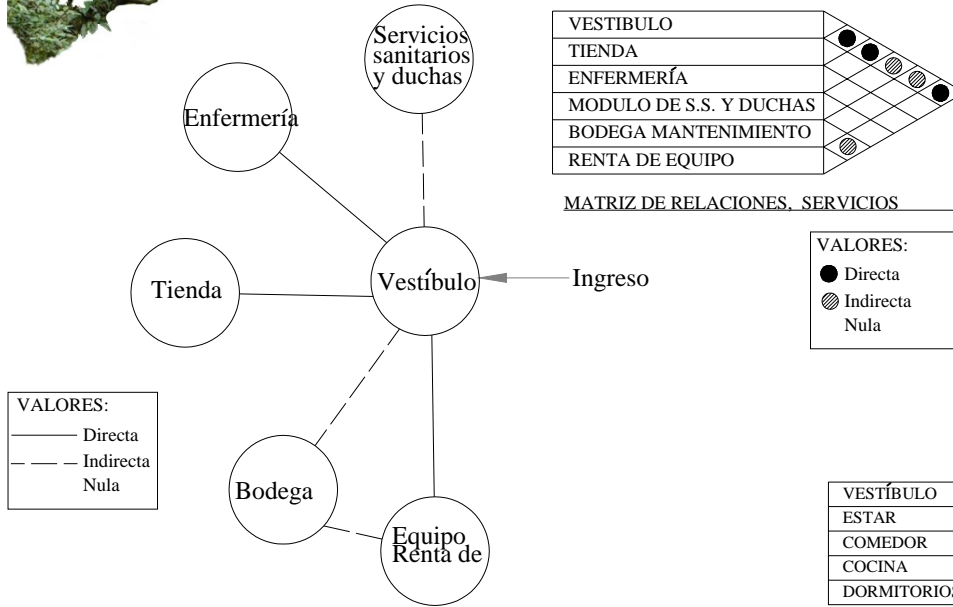 Servicios
sanitarios
y duchas
Enfermería
Tienda
Vestíbulo
Ingreso
Bodega
Equipo
Renta de
VALORES:
Directa
Indirecta
Nula
VESTIBULO
TIENDA
ENFERMERÍA
MODULO DE S.S. Y DUCHAS
BODEGA MANTENIMIENTO
RENTA DE EQUIPO
MATRIZ DE RELACIONES, SERVICIOS
VALORES:
Directa
Indirecta
Nula
VESTÍBULO
ESTAR
COMEDOR
COCINA
DORMITORIOS